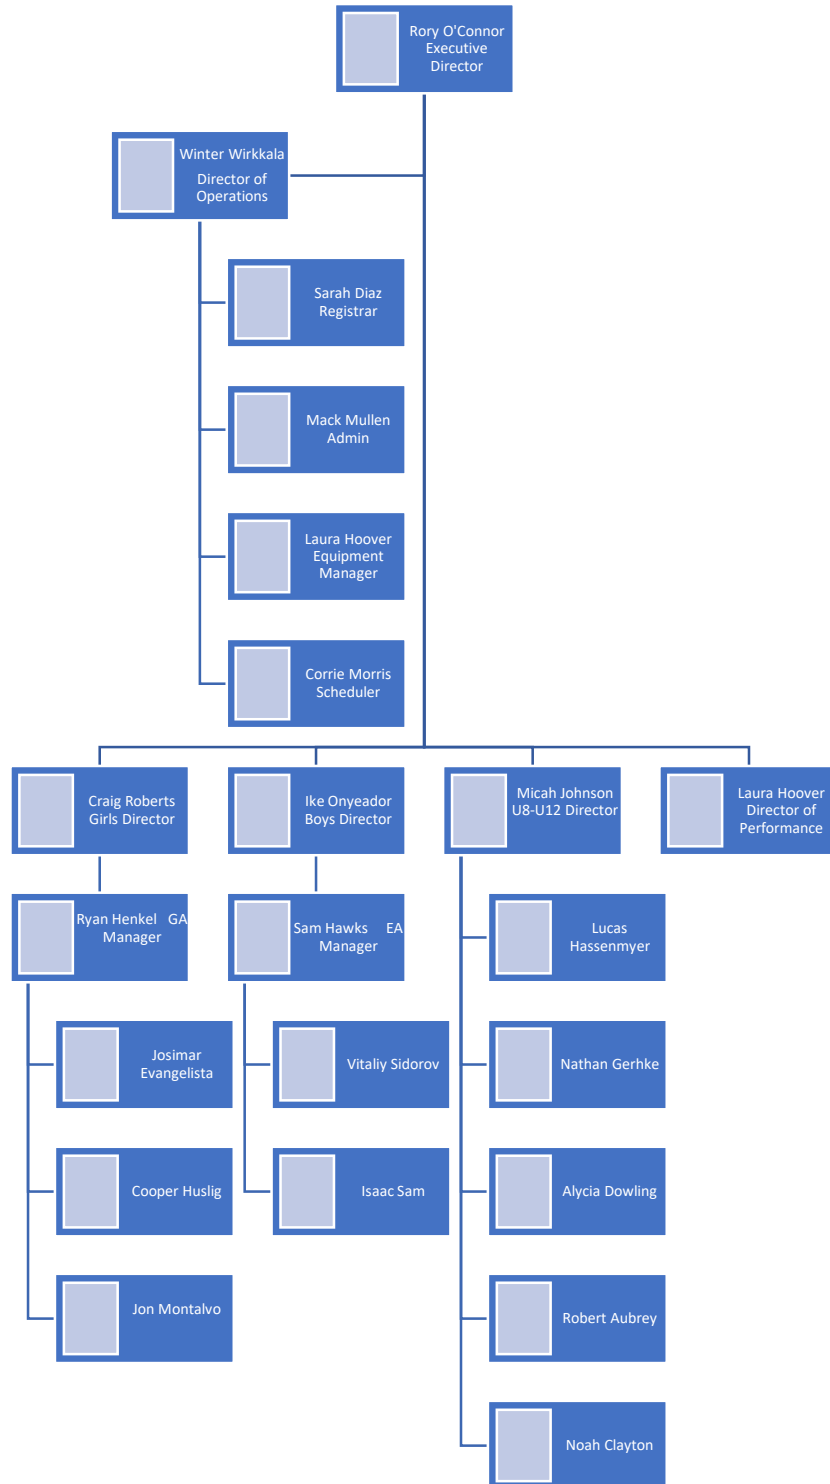 Rory O'Connor
Executive
Director
Winter Wirkkala
Director of
Operations
Sarah Diaz
Registrar
Mack Mullen
Admin
Laura Hoover
Equipment
Manager
Corrie Morris
Scheduler
Craig Roberts
Girls Director
Ike Onyeador
Boys Director
Micah Johnson
U8-U12 Director
Laura Hoover
Director of
Performance
Ryan Henkel GA
Manager
Sam Hawks EA
Manager
Lucas
Hassenmyer
Josimar
Evangelista
Vitaliy Sidorov
Nathan Gerhke
Cooper Huslig
Isaac Sam
Alycia Dowling
Jon Montalvo
Robert Aubrey
Noah Clayton